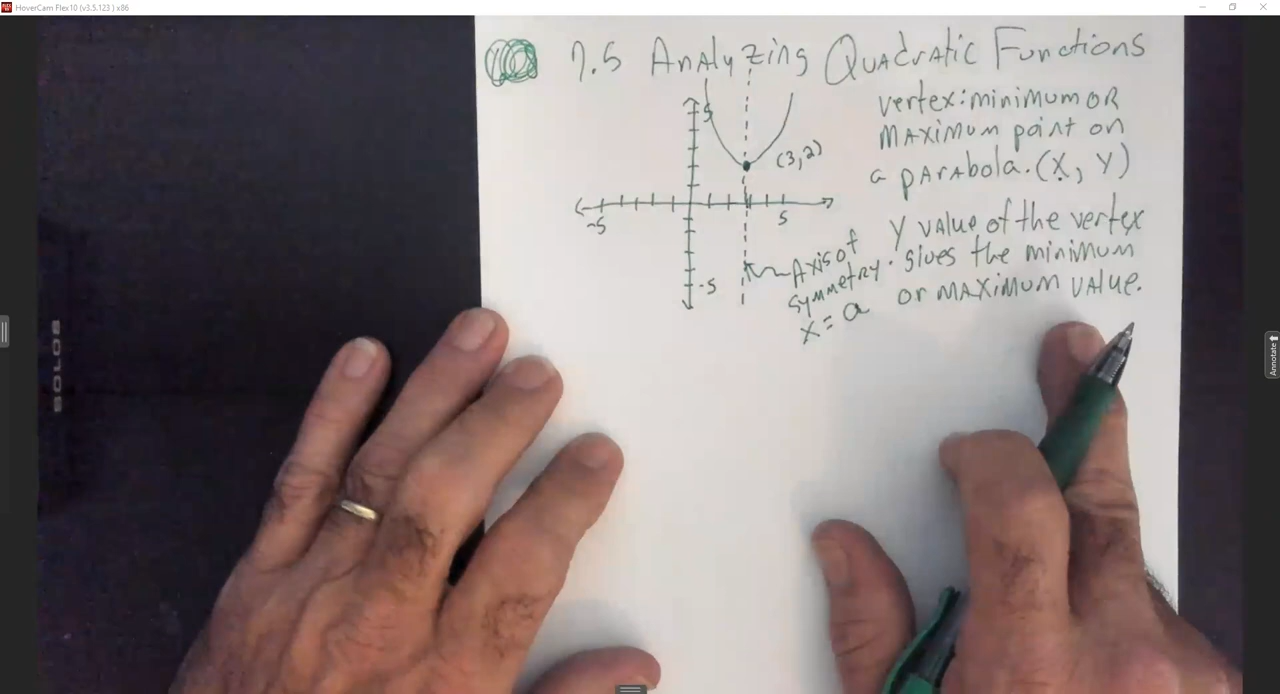 HoverCam Flex10 (v3.5.123 ) x86
7.5 Analyzing Quadratic Functions
vertex: minimum OR
maximum point on
a parabola. (X, Y)
Y value of the vertex
gives the minimum
or maximum value.
5
(3,2)
-5
5
-5
Axis of
symmetry.
x = a
SOLO8
Annotate